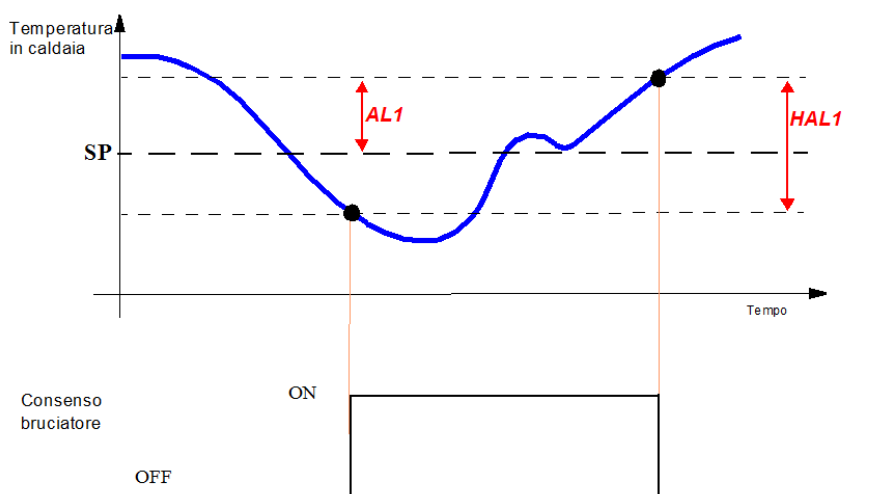 Temperatura
in caldaia
AL1
HAL1
SP
Tempo
ON
Consenso
bruciatore
OFF